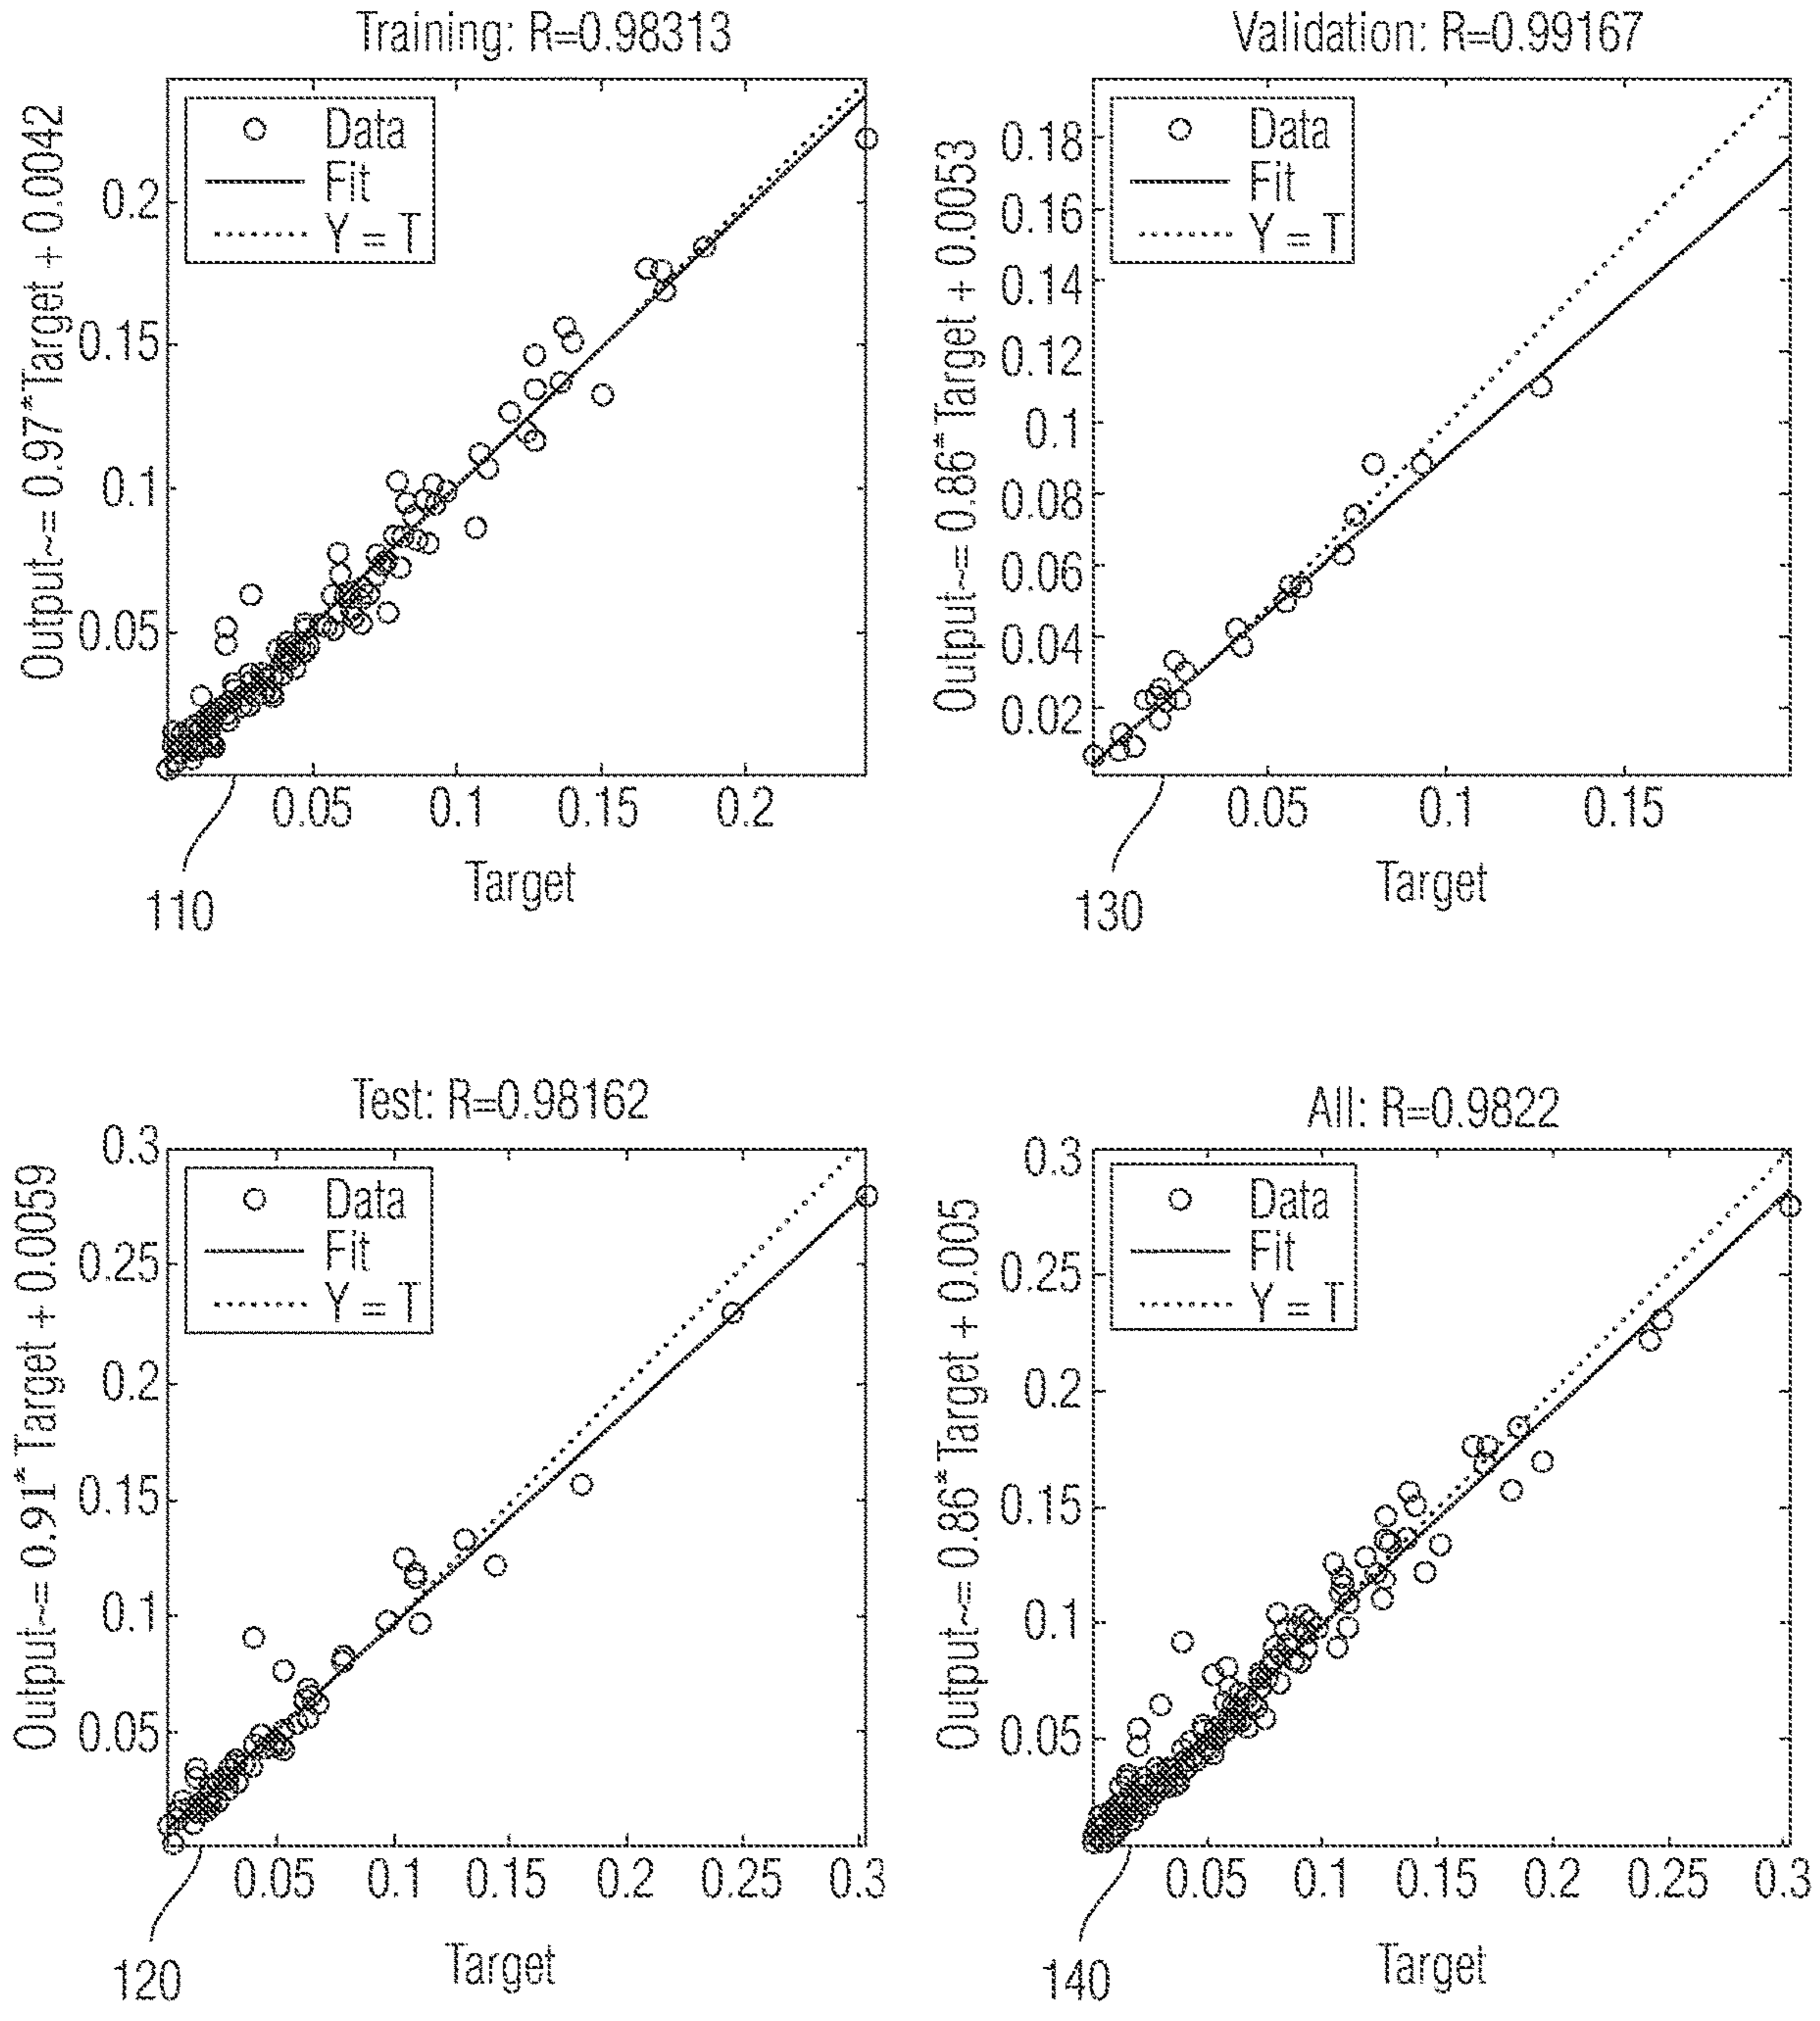 Training: R=0.98313
Output~= 0.97*Target + 0.0042
Data
Fit
Y = T
0.2
0.15
0.1
0.05
0.05 0.1 0.15 0.2
Target
110
Validation: R=0.99167
Output~= 0.86*Target + 0.0053
Data
Fit
Y = T
0.18
0.16
0.14
0.12
0.1
0.08
0.06
0.04
0.02
0.05 0.1 0.15
Target
130
Test: R=0.98162
Output~= 0.91*Target + 0.0059
Data
Fit
Y = T
0.3
0.25
0.2
0.15
0.1
0.05
0.05 0.1 0.15 0.2 0.25 0.3
Target
120
All: R=0.9822
Output~= 0.86*Target + 0.005
Data
Fit
Y = T
0.3
0.25
0.2
0.15
0.1
0.05
0.05 0.1 0.15 0.2 0.25 0.3
Target
140